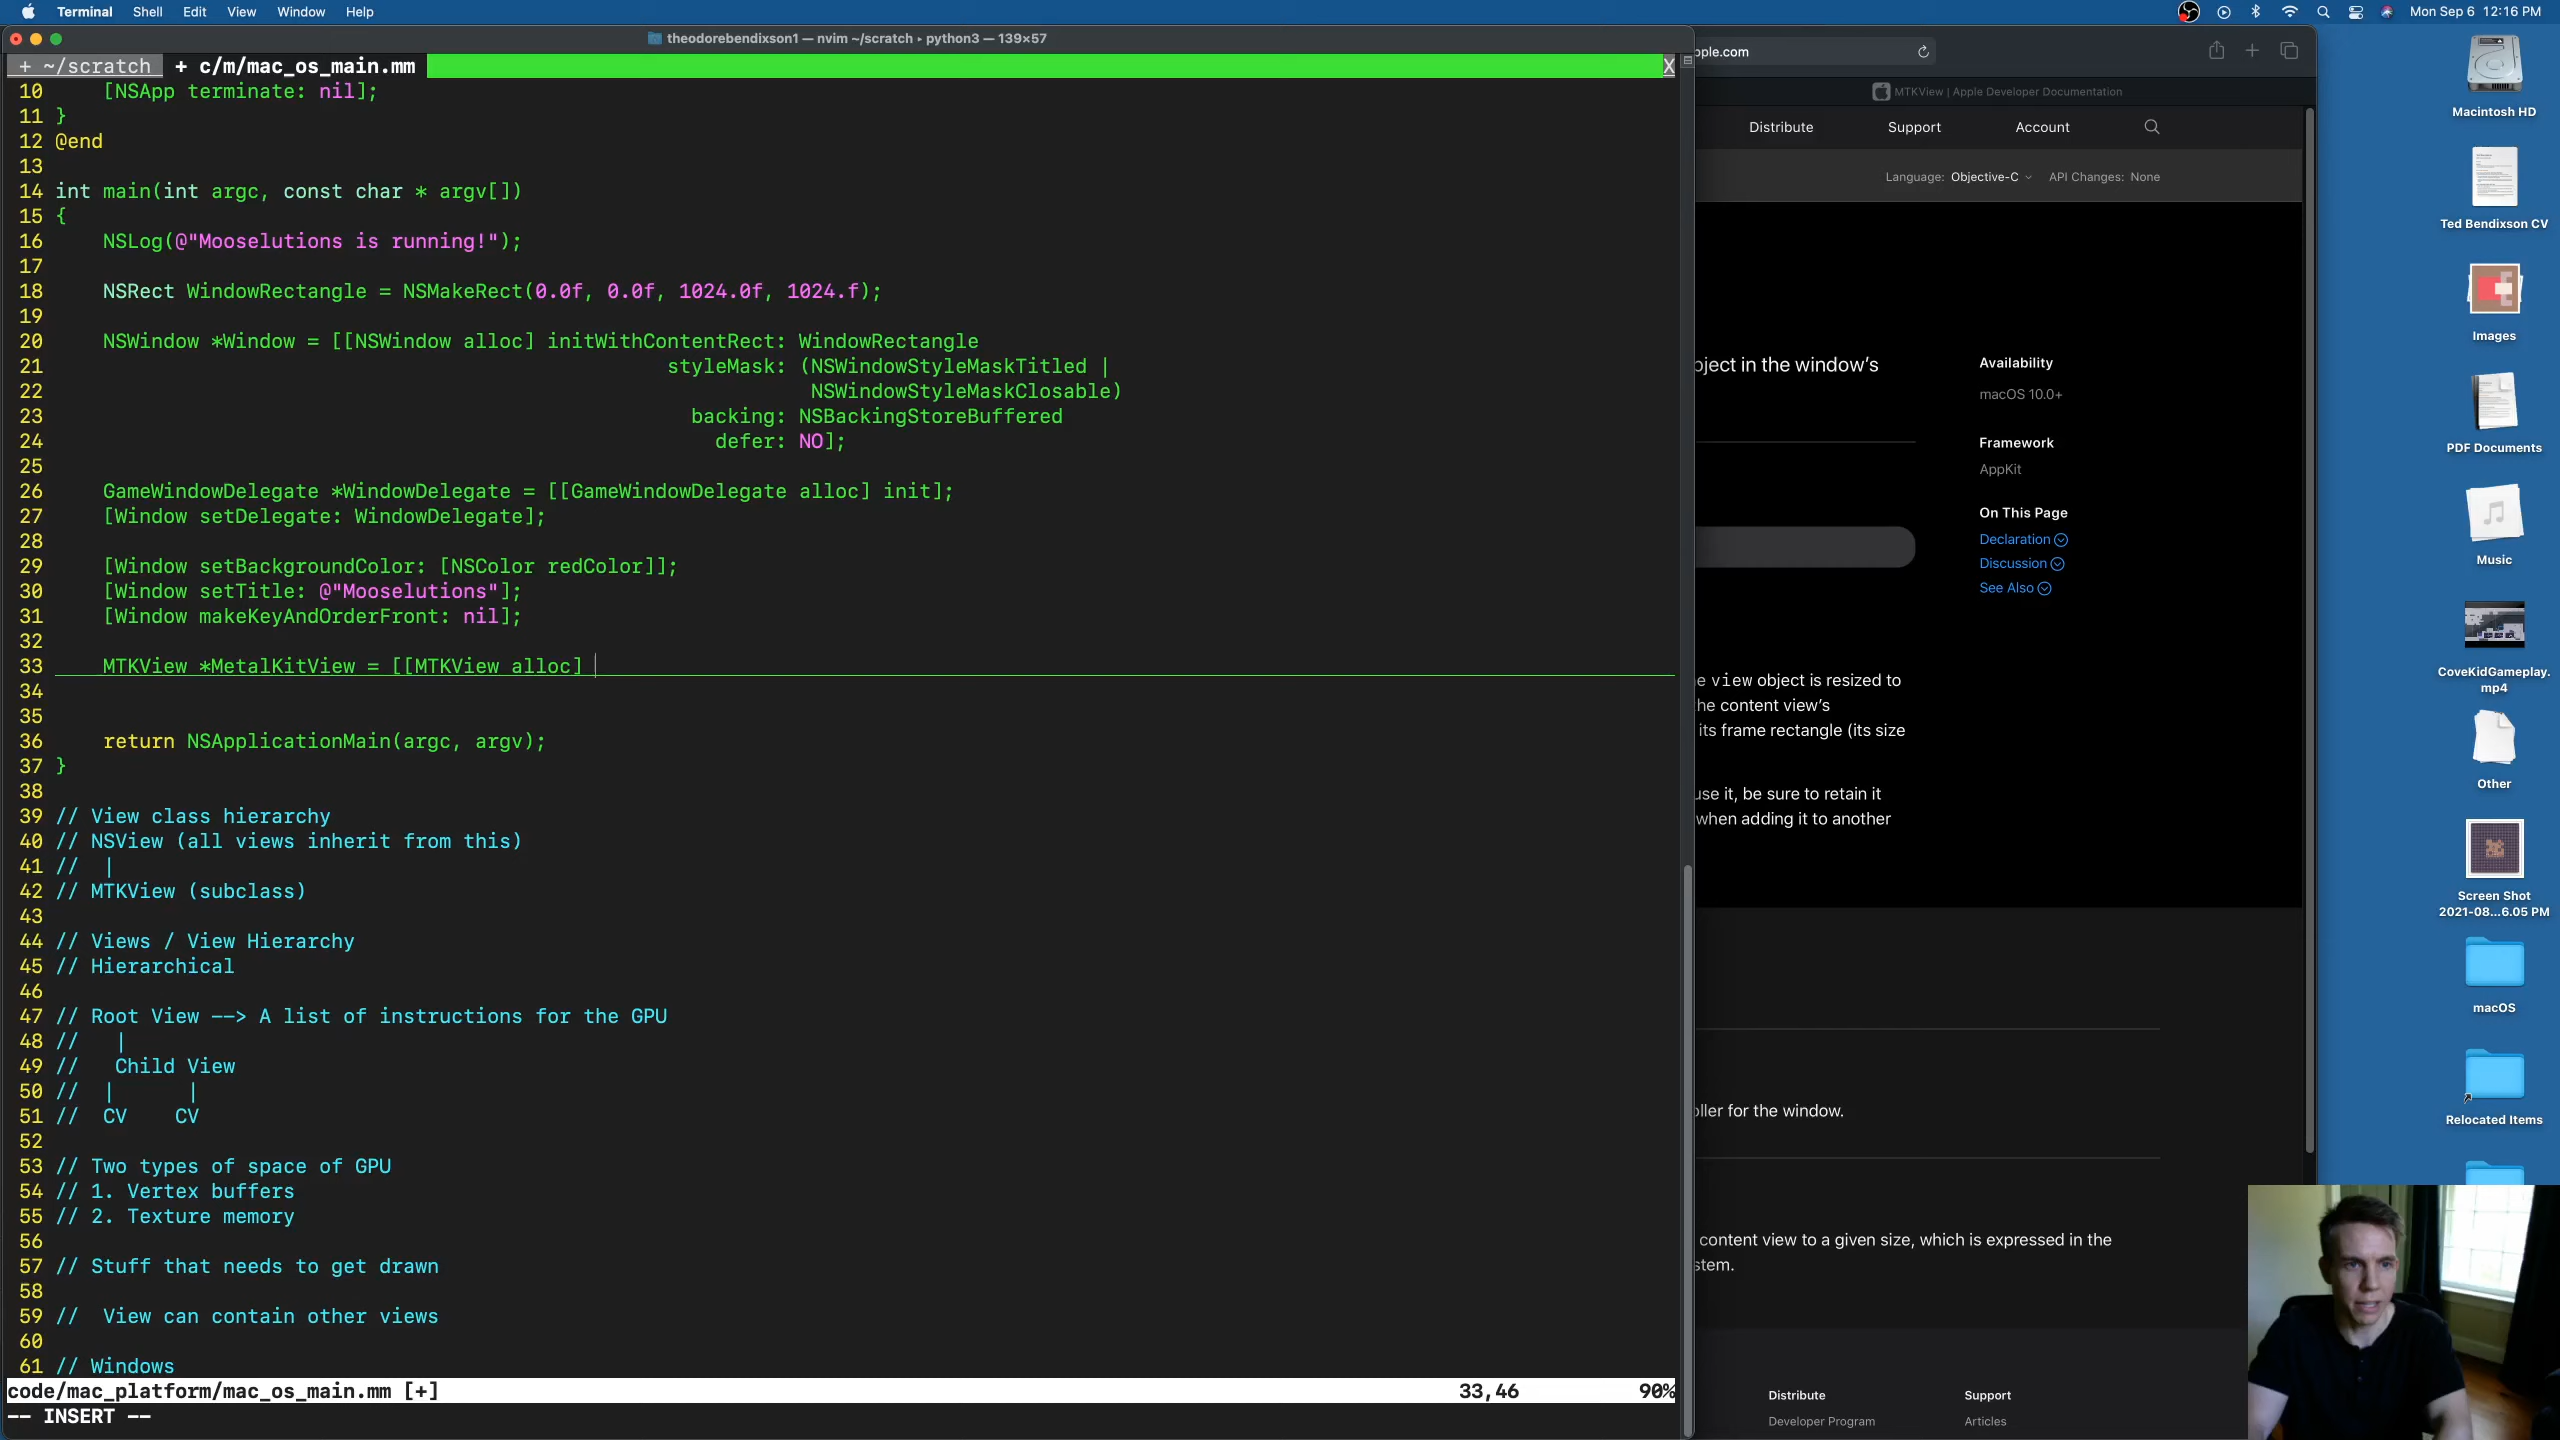 Terminal Shell Edit View Window Help
Mon Sep 6 12:16 PM
theodorebendixson1 — nvim ~/scratch ▸ python3 — 139×57
+ ~/scratch  + c/m/mac_os_main.mm X
10     [NSApp terminate: nil];
11 }
12 @end
13
14 int main(int argc, const char * argv[])
15 {
16     NSLog(@"Mooselutions is running!");
17
18     NSRect WindowRectangle = NSMakeRect(0.0f, 0.0f, 1024.0f, 1024.f);
19
20     NSWindow *Window = [[NSWindow alloc] initWithContentRect: WindowRectangle
21                                                    styleMask: (NSWindowStyleMaskTitled |
22                                                                NSWindowStyleMaskClosable)
23                                                      backing: NSBackingStoreBuffered
24                                                        defer: NO];
25
26     GameWindowDelegate *WindowDelegate = [[GameWindowDelegate alloc] init];
27     [Window setDelegate: WindowDelegate];
28
29     [Window setBackgroundColor: [NSColor redColor]];
30     [Window setTitle: @"Mooselutions"];
31     [Window makeKeyAndOrderFront: nil];
32
33     MTKView *MetalKitView = [[MTKView alloc]
34
35
36     return NSApplicationMain(argc, argv);
37 }
38
39 // View class hierarchy
40 // NSView (all views inherit from this)
41 //  |
42 // MTKView (subclass)
43
44 // Views / View Hierarchy
45 // Hierarchical
46
47 // Root View --> A list of instructions for the GPU
48 //   |
49 //   Child View
50 //  |      |
51 //  CV    CV
52
53 // Two types of space of GPU
54 // 1. Vertex buffers
55 // 2. Texture memory
56
57 // Stuff that needs to get drawn
58
59 //  View can contain other views
60
61 // Windows
code/mac_platform/mac_os_main.mm [+] 33,46 90%
-- INSERT --
ple.com
MTKView | Apple Developer Documentation
Distribute Support Account
Language: Objective-C API Changes: None
bject in the window's
Availability
macOS 10.0+
Framework
AppKit
On This Page
Declaration
Discussion
See Also
e view object is resized to
the content view's
its frame rectangle (its size
use it, be sure to retain it
when adding it to another
ller for the window.
content view to a given size, which is expressed in the
stem.
Distribute Support
Developer Program Articles
Macintosh HD
Ted Bendixson CV
Images
PDF Documents
Music
CoveKidGameplay.
mp4
Other
Screen Shot
2021-08...6.05 PM
macOS
Relocated Items